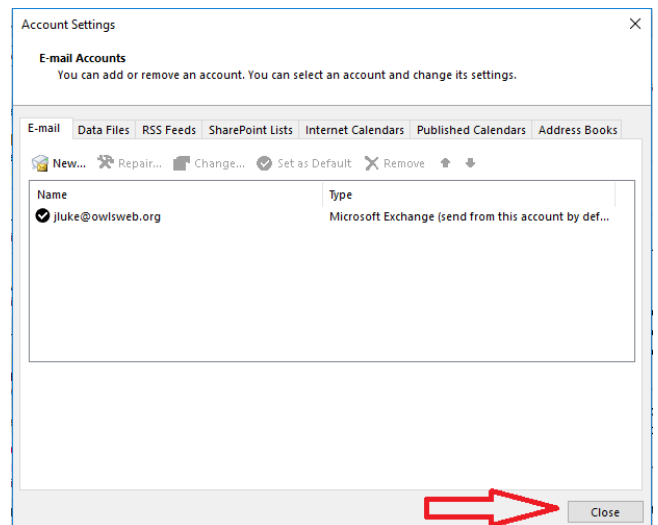 Account Settings
E-mail Accounts
You can add or remove an account. You can select an account and change its settings.
E-mail Data Files RSS Feeds SharePoint Lists Internet Calendars Published Calendars Address Books
New... Repair... Change... Set as Default Remove
Name Type
jluke@owlsweb.org Microsoft Exchange (send from this account by def...
Close